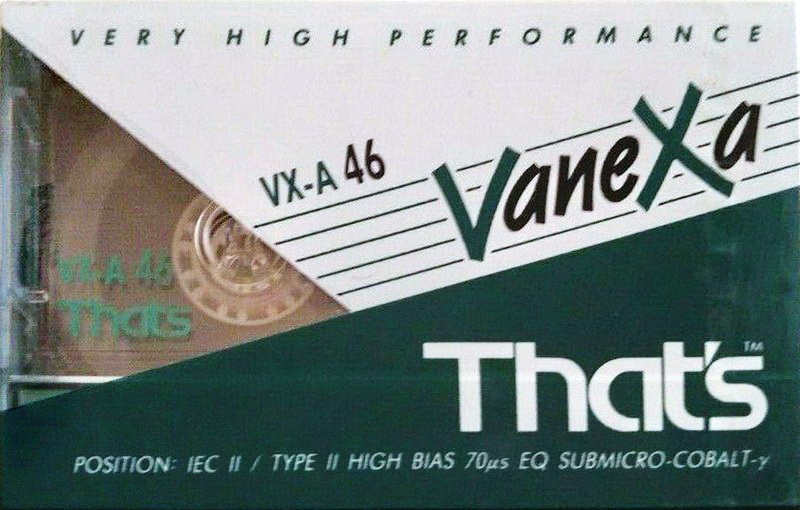 VERY HIGH PERFORMANCE
VX-A 46
VaneXa
VX-A 46
That's
That's™
POSITION: IEC II / TYPE II HIGH BIAS 70µs EQ SUBMICRO-COBALT-γ